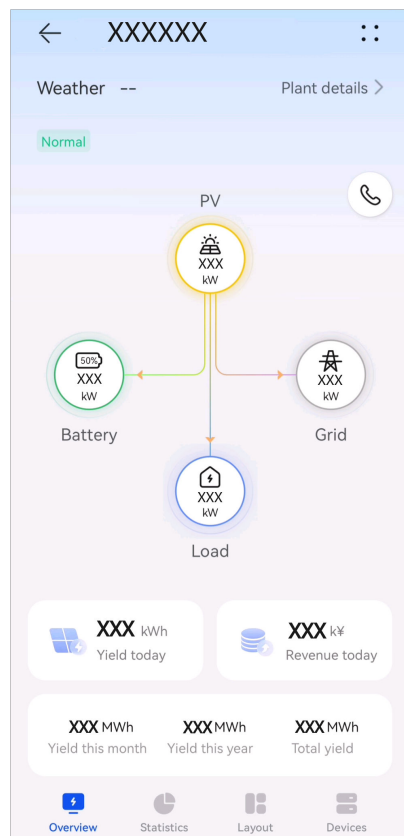 XXXXXX
Weather --
Plant details >
Normal
PV
XXX
kW
50%
XXX
kW
XXX
kW
Battery
Grid
XXX
kW
Load
XXX kWh
Yield today
XXX k¥
Revenue today
XXX MWh
Yield this month
XXX MWh
Yield this year
XXX MWh
Total yield
Overview
Statistics
Layout
Devices